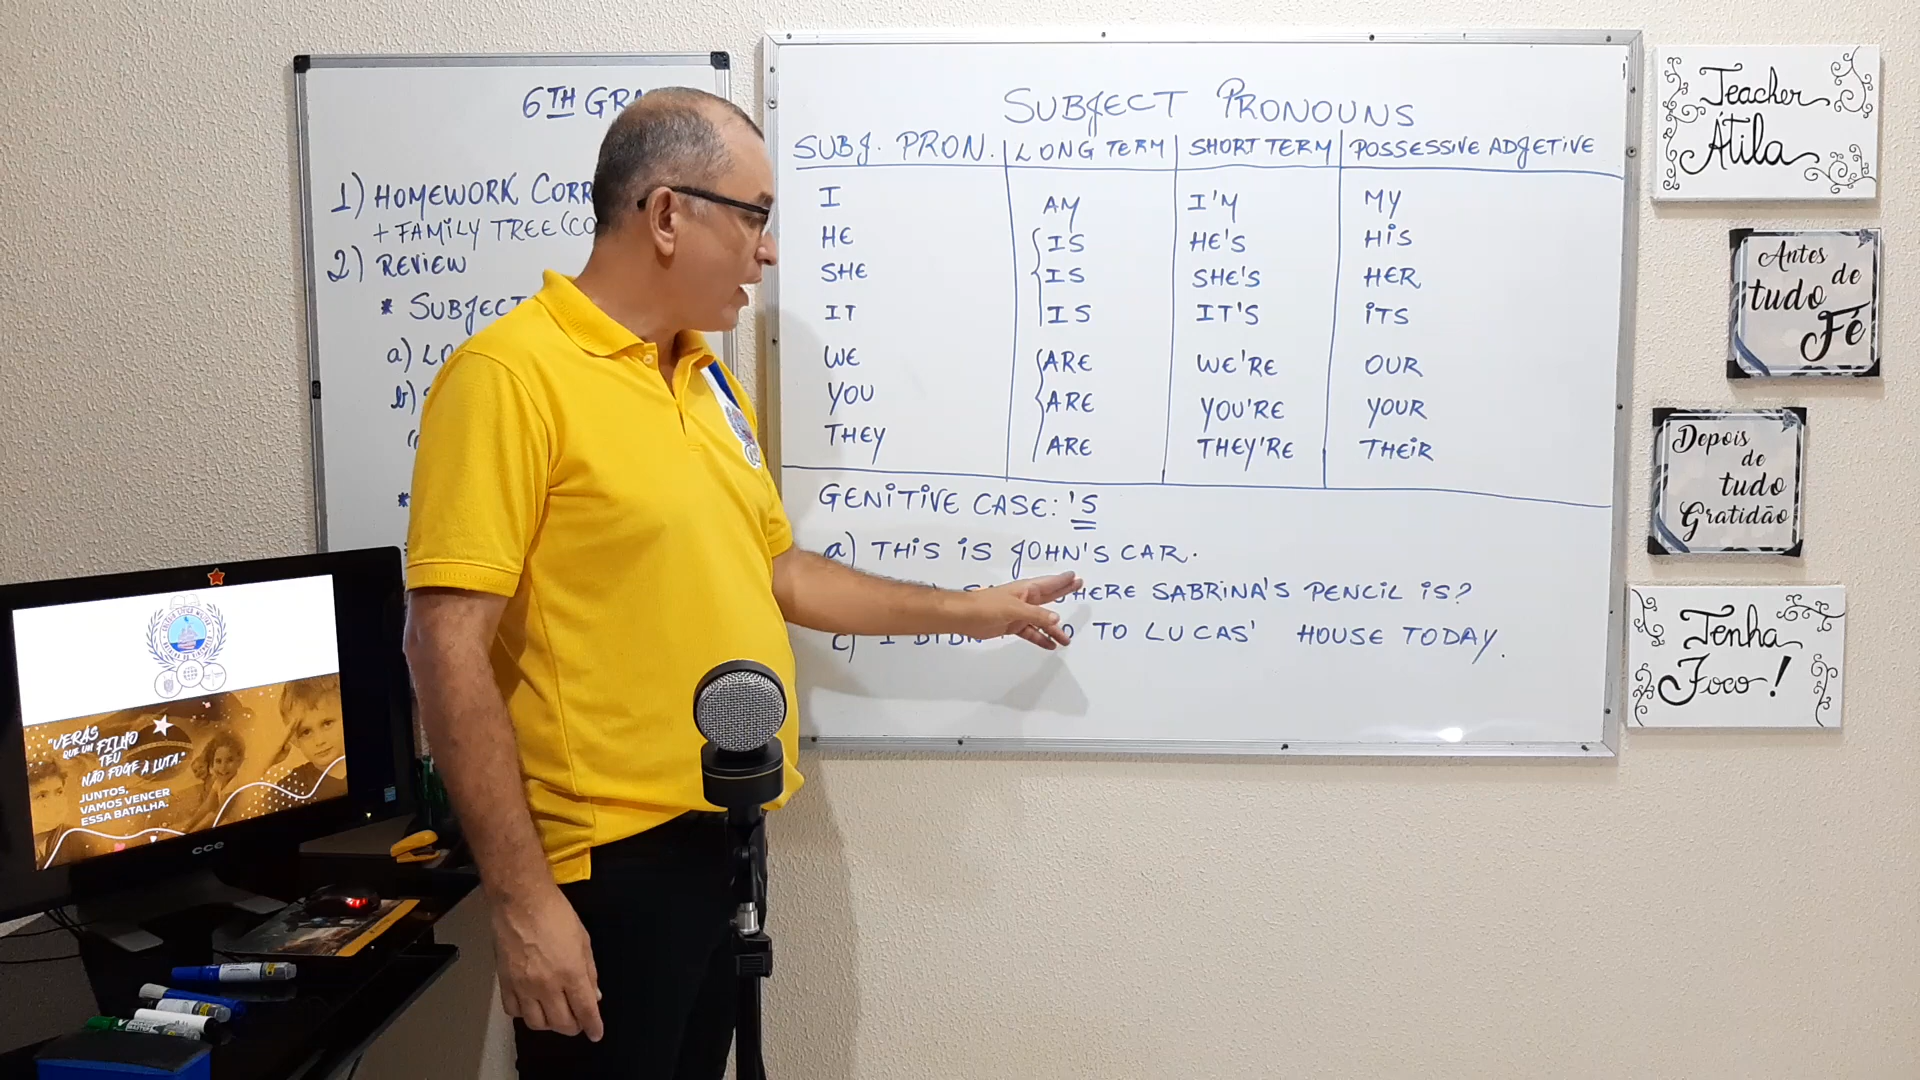 6TH GRA
1) HOMEWORK CORR
+ FAMILY TREE (CO
2) REVIEW
* SUBJECT
a) LO
b)
*
SUBJECT PRONOUNS
SUBJ. PRON. LONG TERM SHORT TERM POSSESSIVE ADJETIVE
I AM I'M MY
HE IS HE'S HIS
SHE IS SHE'S HER
IT IS IT'S ITS
WE ARE WE'RE OUR
YOU ARE YOU'RE YOUR
THEY ARE THEY'RE THEIR
GENITIVE CASE: 'S
a) THIS IS JOHN'S CAR.
WHERE SABRINA'S PENCIL IS?
c) I DIDN TO LUCAS' HOUSE TODAY.
Teacher
Átila
Antes
de
tudo
Fé
Depois
de
tudo
Gratidão
Tenha
Foco!
"VERÁS
QUE UM FILHO
TEU
NÃO FOGE À LUTA."
JUNTOS,
VAMOS VENCER
ESSA BATALHA.
cce